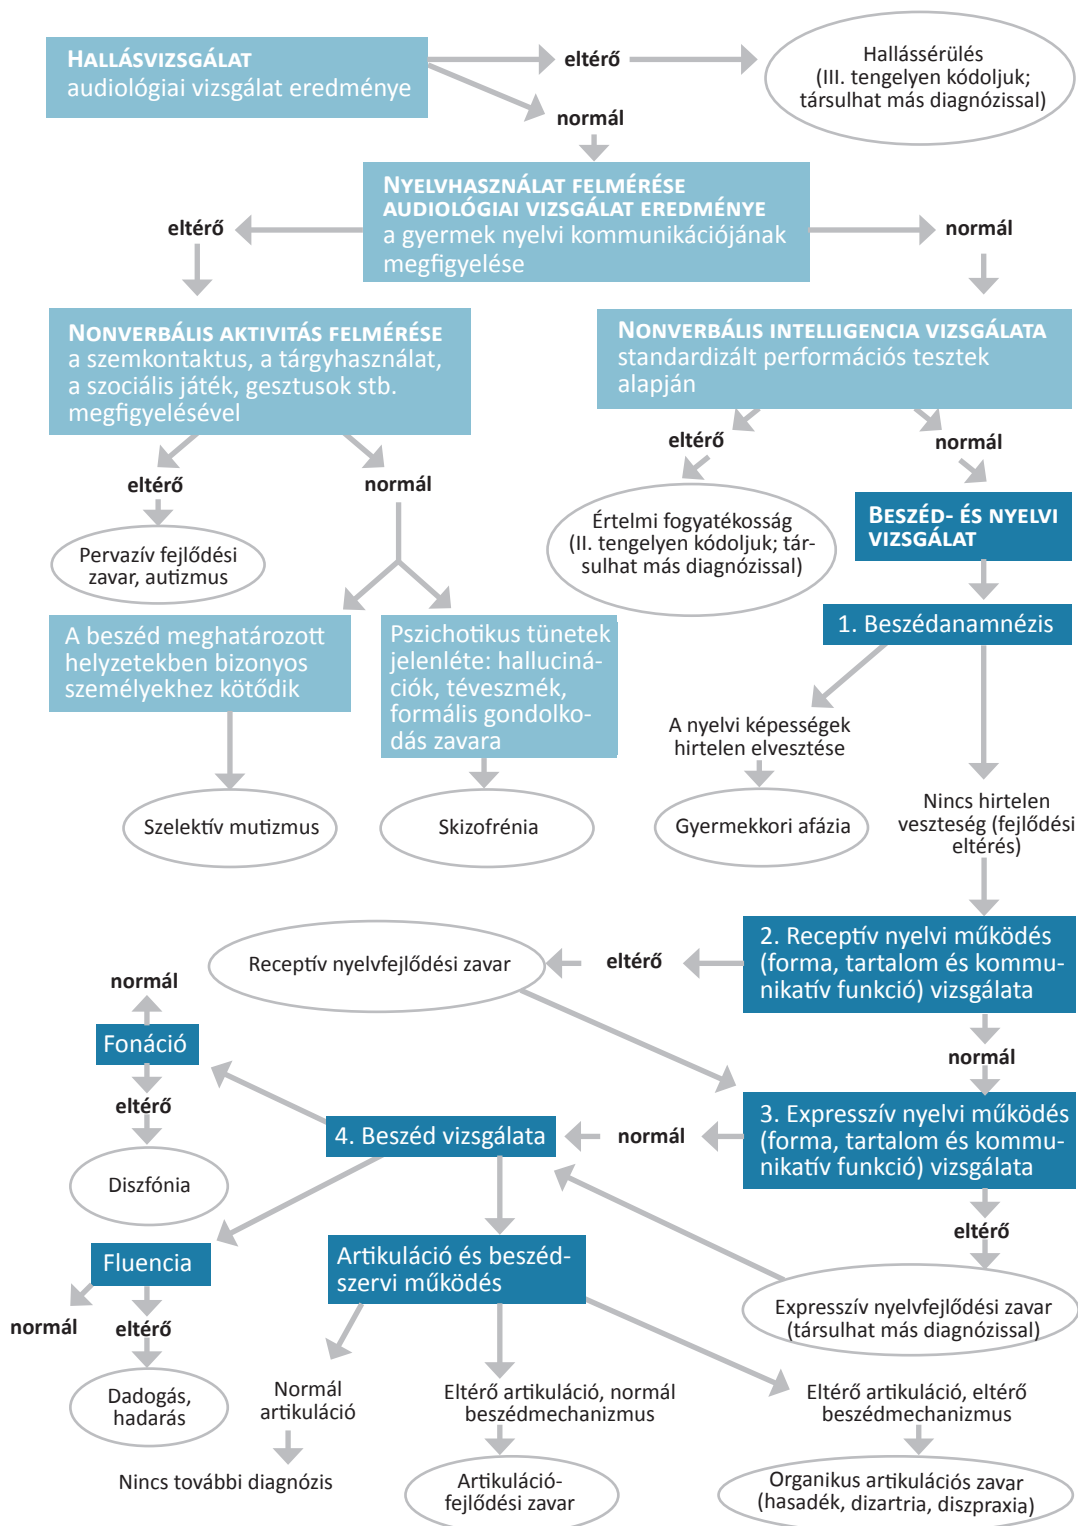 HALLÁSVIZSGÁLAT
audiológiai vizsgálat eredménye
eltérő
Hallássérülés
(III. tengelyen kódoljuk;
társulhat más diagnózissal)
normál
NYELVHASZNÁLAT FELMÉRÉSE
AUDIOLÓGIAI VIZSGÁLAT EREDMÉNYE
a gyermek nyelvi kommunikációjának
megfigyelése
eltérő
normál
NONVERBÁLIS AKTIVITÁS FELMÉRÉSE
a szemkontaktus, a tárgyhasználat,
a szociális játék, gesztusok stb.
megfigyelésével
NONVERBÁLIS INTELLIGENCIA VIZSGÁLATA
standardizált performációs tesztek
alapján
eltérő
normál
eltérő
normál
Pervazív fejlődési
zavar, autizmus
Értelmi fogyatékosság
(II. tengelyen kódoljuk; tár-
sulhat más diagnózissal)
BESZÉD- ÉS NYELVI
VIZSGÁLAT
A beszéd meghatározott
helyzetekben bizonyos
személyekhez kötődik
Pszichotikus tünetek
jelenléte: hallucináci-
ók, téveszmék,
formális gondolko-
dás zavara
1. Beszédanamnézis
A nyelvi képességek
hirtelen elvesztése
Nincs hirtelen
veszteség (fejlődési
eltérés)
Szelektív mutizmus
Skizofrénia
Gyermekkori afázia
2. Receptív nyelvi működés
(forma, tartalom és kommu-
nikatív funkció) vizsgálata
eltérő
Receptív nyelvfejlődési zavar
normál
normál
Fonáció
eltérő
Diszfónia
3. Expresszív nyelvi működés
(forma, tartalom és kommu-
nikatív funkció) vizsgálata
normál
4. Beszéd vizsgálata
eltérő
Expresszív nyelvfejlődési zavar
(társulhat más diagnózissal)
Fluencia
normál
eltérő
Dadogás,
hadarás
Artikuláció és beszéd-
szervi működés
Normál
artikuláció
Nincs további diagnózis
Eltérő artikuláció, normál
beszédmechanizmus
Artikuláció-
fejlődési zavar
Eltérő artikuláció, eltérő
beszédmechanizmus
Organikus artikulációs zavar
(hasadék, dizartria, diszpraxia)